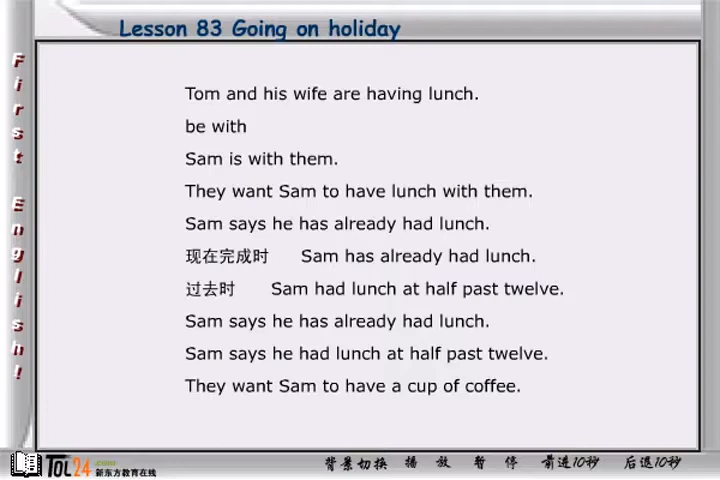 Lesson 83 Going on holiday
First English!
Tom and his wife are having lunch.
be with
Sam is with them.
They want Sam to have lunch with them.
Sam says he has already had lunch.
现在完成时 Sam has already had lunch.
过去时 Sam had lunch at half past twelve.
Sam says he has already had lunch.
Sam says he had lunch at half past twelve.
They want Sam to have a cup of coffee.
TOL24.com
新东方教育在线
背景切换 播放 暂停 前进10秒 后退10秒